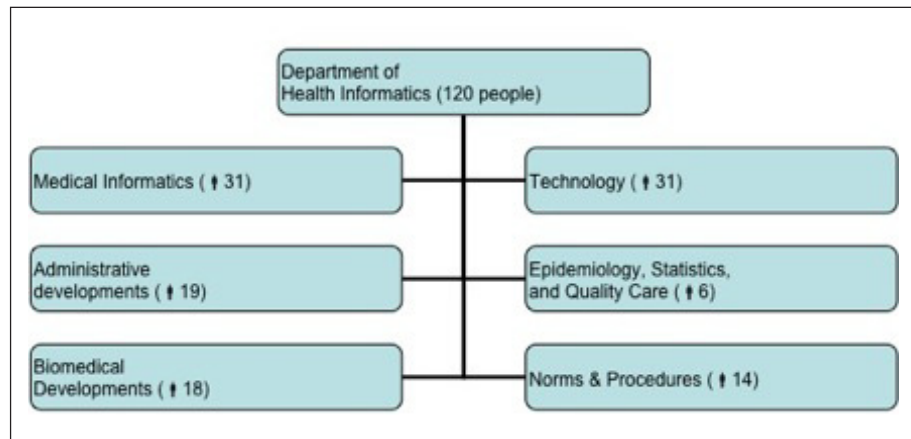 Department of
Health Informatics (120 people)
Medical Informatics ( 31)
Technology ( 31)
Administrative
developments ( 19)
Epidemiology, Statistics,
and Quality Care ( 6)
Biomedical
Developments ( 18)
Norms & Procedures ( 14)